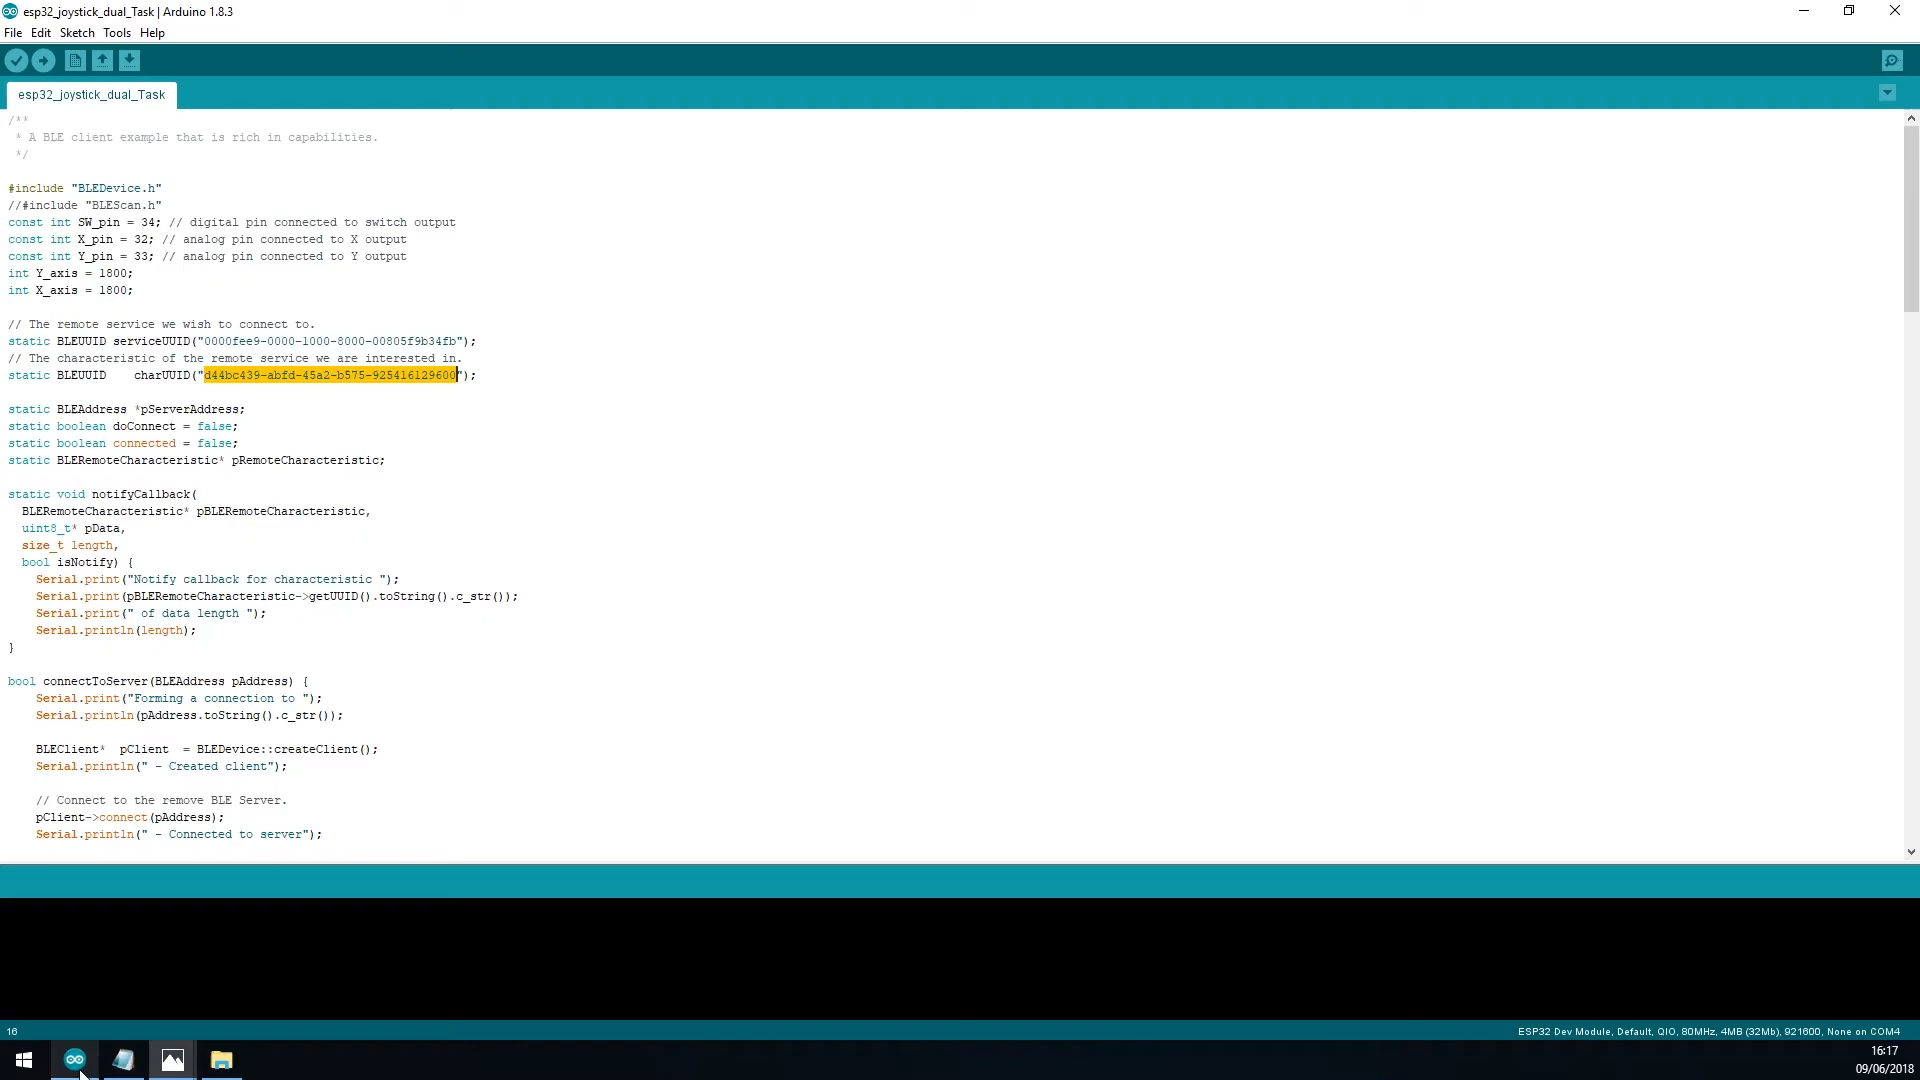 esp32_joystick_dual_Task | Arduino 1.8.3
File Edit Sketch Tools Help
esp32_joystick_dual_Task
/**
 * A BLE client example that is rich in capabilities.
 */
#include "BLEDevice.h"
//#include "BLEScan.h"
const int SW_pin = 34; // digital pin connected to switch output
const int X_pin = 32; // analog pin connected to X output
const int Y_pin = 33; // analog pin connected to Y output
int Y_axis = 1800;
int X_axis = 1800;
// The remote service we wish to connect to.
static BLEUUID serviceUUID("0000fee9-0000-1000-8000-00805f9b34fb");
// The characteristic of the remote service we are interested in.
static BLEUUID    charUUID("d44bc439-abfd-45a2-b575-925416129600");
static BLEAddress *pServerAddress;
static boolean doConnect = false;
static boolean connected = false;
static BLERemoteCharacteristic* pRemoteCharacteristic;
static void notifyCallback(
  BLERemoteCharacteristic* pBLERemoteCharacteristic,
  uint8_t* pData,
  size_t length,
  bool isNotify) {
    Serial.print("Notify callback for characteristic ");
    Serial.print(pBLERemoteCharacteristic->getUUID().toString().c_str());
    Serial.print(" of data length ");
    Serial.println(length);
}
bool connectToServer(BLEAddress pAddress) {
    Serial.print("Forming a connection to ");
    Serial.println(pAddress.toString().c_str());
    BLEClient*  pClient  = BLEDevice::createClient();
    Serial.println(" - Created client");
    // Connect to the remove BLE Server.
    pClient->connect(pAddress);
    Serial.println(" - Connected to server");
16
ESP32 Dev Module, Default, QIO, 80MHz, 4MB (32Mb), 921600, None on COM4
16:17
09/06/2018